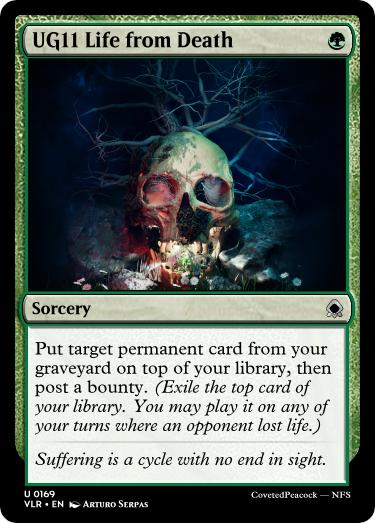 UG11 Life from Death
Sorcery
Put target permanent card from your
graveyard on top of your library, then
post a bounty. (Exile the top card of
your library. You may play it on any of
your turns where an opponent lost life.)
Suffering is a cycle with no end in sight.
U 0169
VLR • EN ARTURO SERPAS
CovetedPeacock — NFS